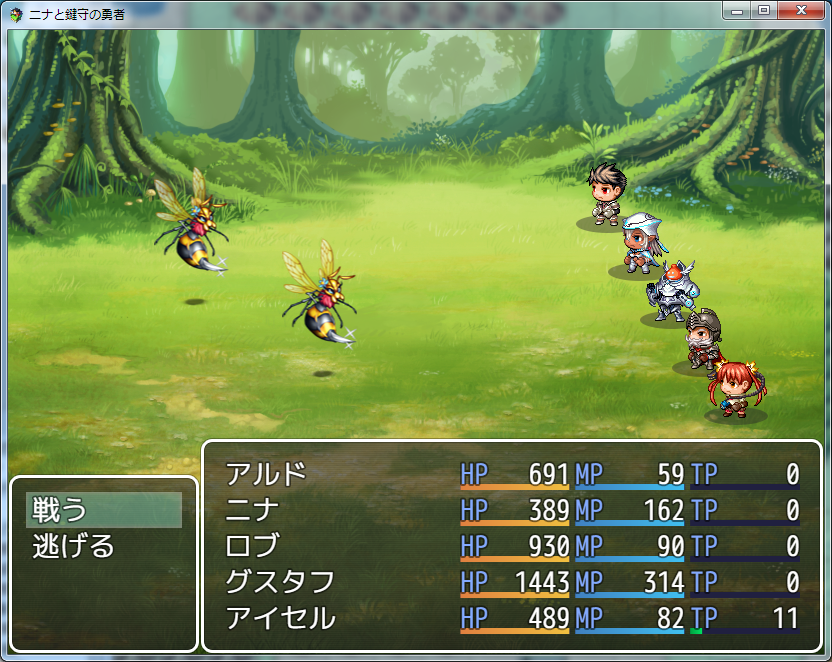 ニナと鍵守の勇者
戦う
逃げる
アルド HP 691 MP 59 TP 0
ニナ HP 389 MP 162 TP 0
ロブ HP 930 MP 90 TP 0
グスタフ HP 1443 MP 314 TP 0
アイセル HP 489 MP 82 TP 11